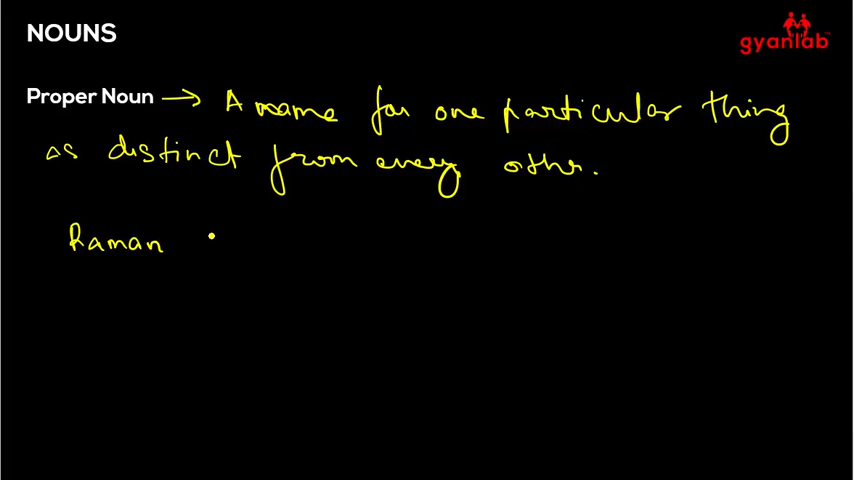 NOUNS
gyanlab
Proper Noun → A name for one particular thing
as distinct from every other.
Raman